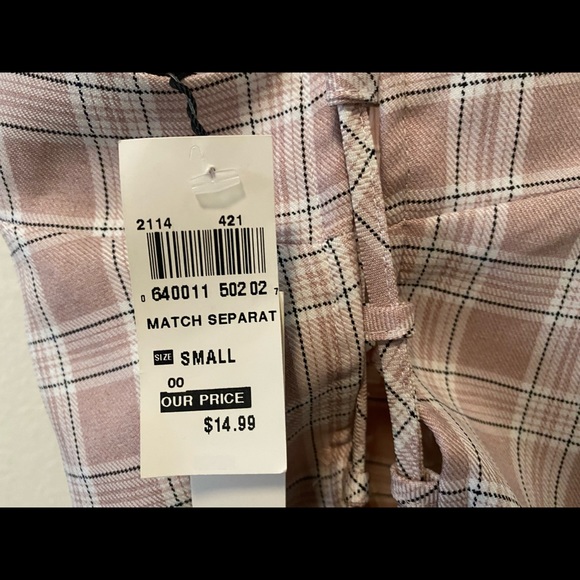 2114 421
0 640011 50202 7
MATCH SEPARAT
SIZE SMALL
00
OUR PRICE
$14.99